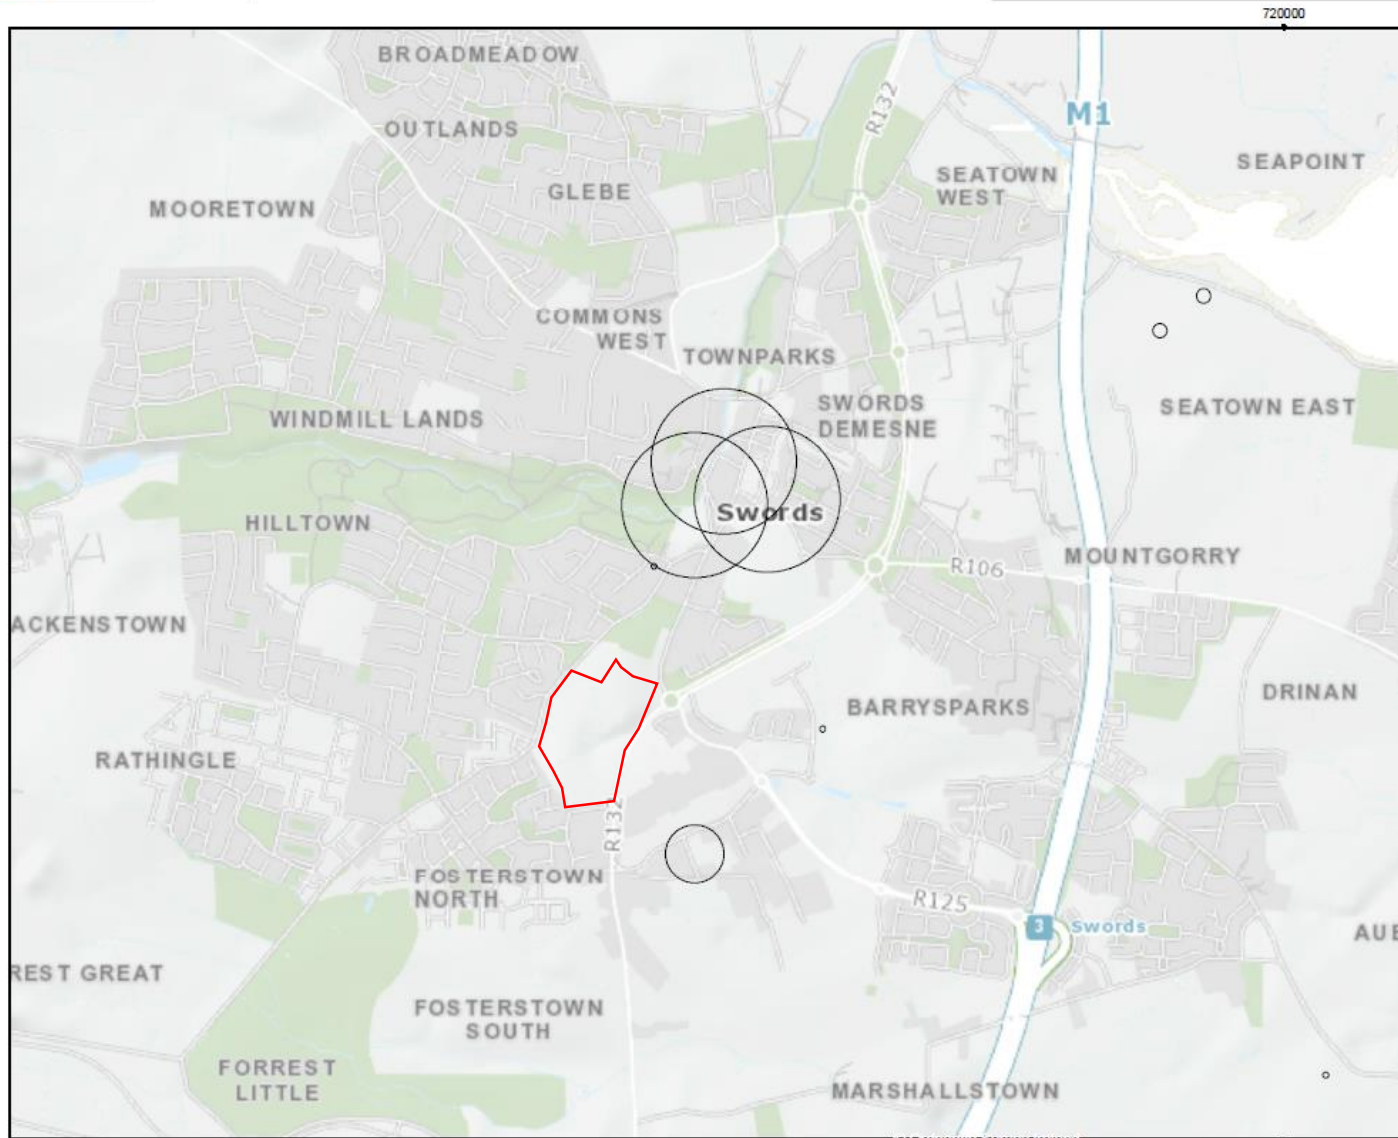 720000
BROADMEADOW
R132
M1
OUTLANDS
SEAPOINT
SEATOWN
WEST
GLEBE
MOORETOWN
COMMONS
WEST
TOWNPARKS
SWORDS
DEMESNE
SEATOWN EAST
WINDMILL LANDS
Swords
HILLTOWN
MOUNTGORRY
R106
ACKENSTOWN
DRINAN
BARRYSPARKS
RATHINGLE
R132
FOSTERSTOWN
NORTH
R125
3 Swords
AUE
REST GREAT
FOSTERSTOWN
SOUTH
FORREST
LITTLE
MARSHALLSTOWN